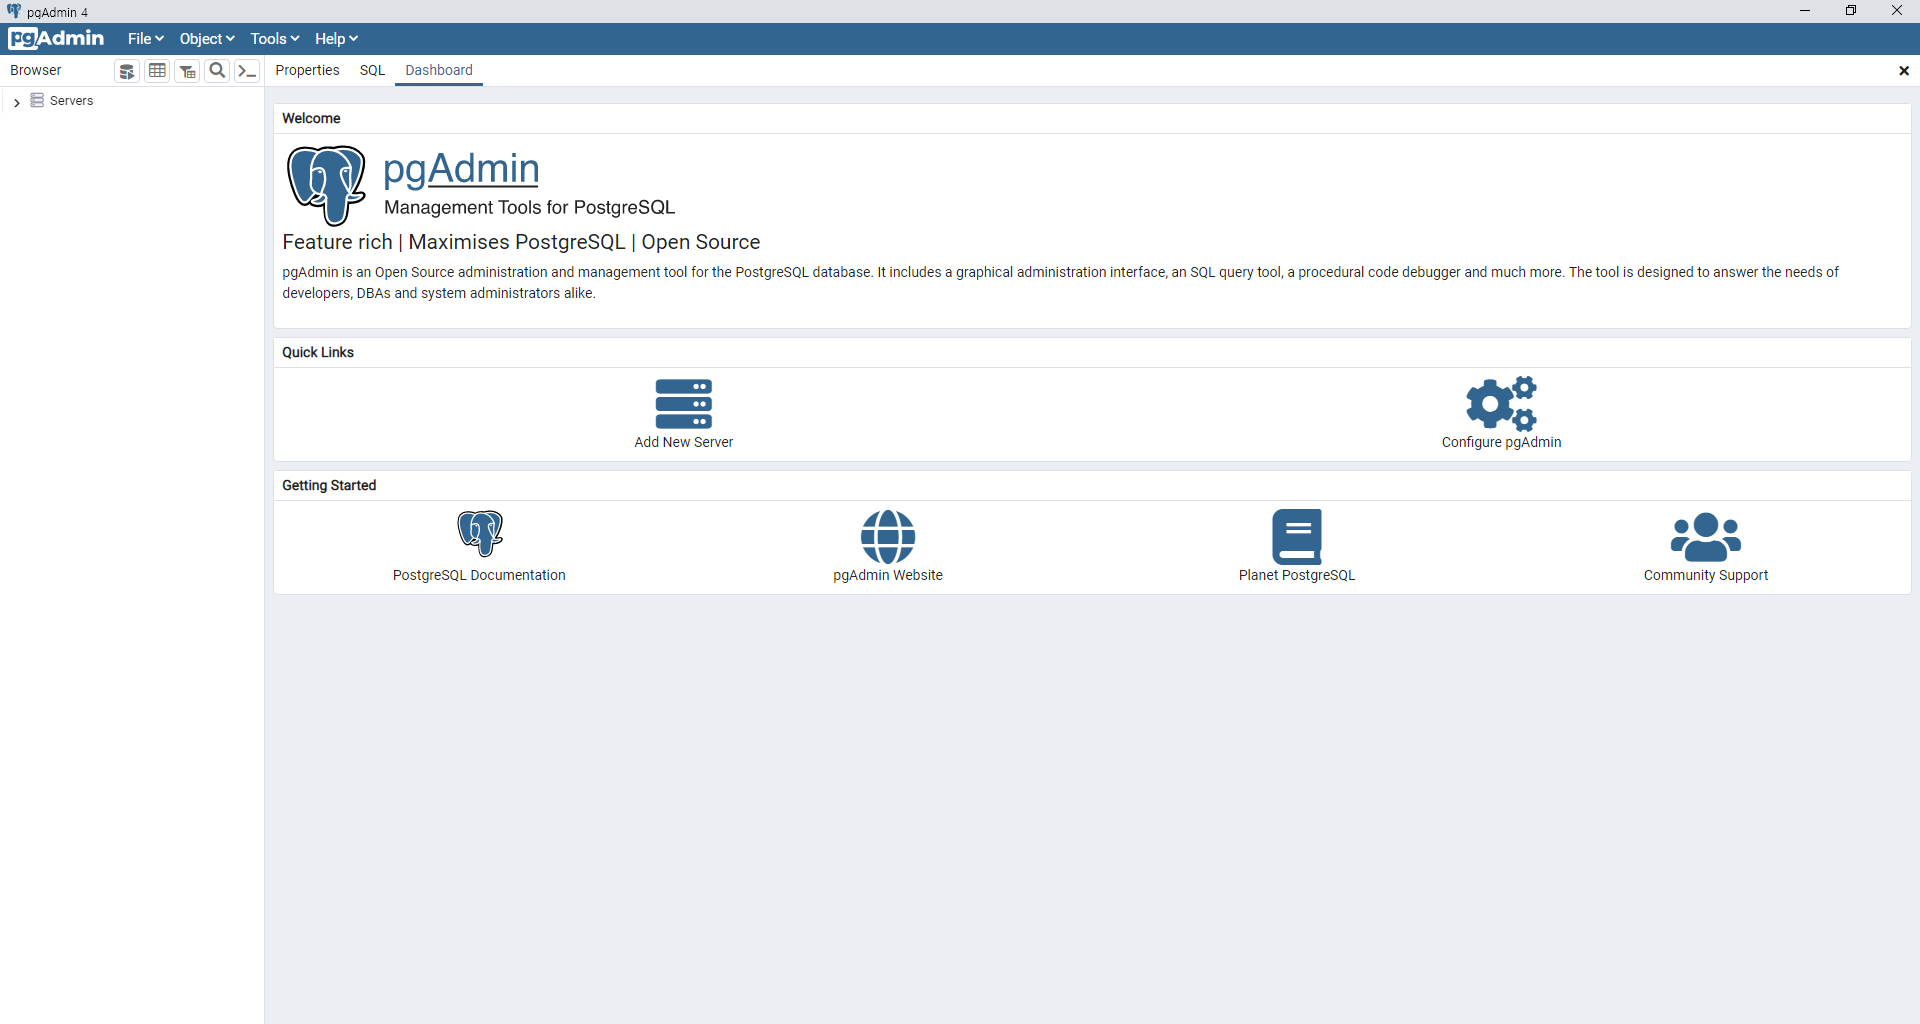 pgAdmin 4
pgAdmin File Object Tools Help
Browser Properties SQL Dashboard
Servers
Welcome
pgAdmin
Management Tools for PostgreSQL
Feature rich | Maximises PostgreSQL | Open Source
pgAdmin is an Open Source administration and management tool for the PostgreSQL database. It includes a graphical administration interface, an SQL query tool, a procedural code debugger and much more. The tool is designed to answer the needs of
developers, DBAs and system administrators alike.
Quick Links
Add New Server Configure pgAdmin
Getting Started
PostgreSQL Documentation pgAdmin Website Planet PostgreSQL Community Support